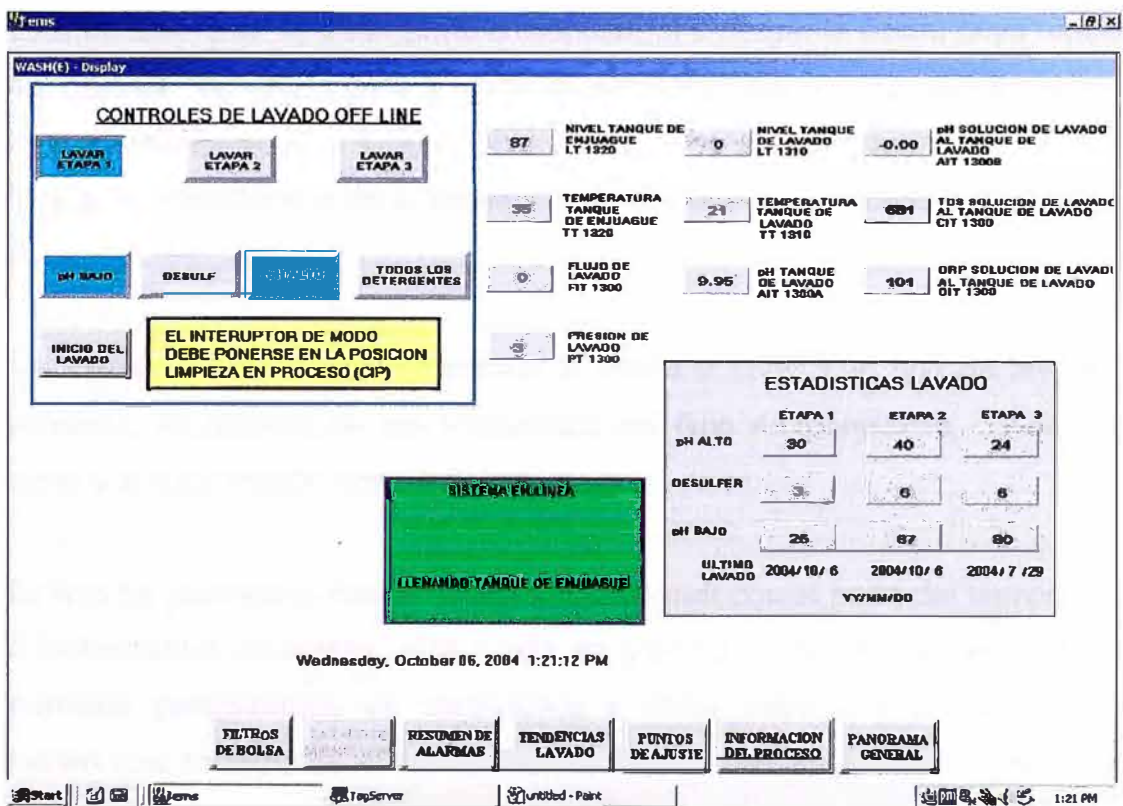 WASH(E) - Display
CONTROLES DE LAVADO OFF LINE
LAVAR ETAPA 1
LAVAR ETAPA 2
LAVAR ETAPA 3
pH BAJO
DESULF
TODOS LOS DETERGENTES
INICIO DEL LAVADO
EL INTERUPTOR DE MODO
DEBE PONERSE EN LA POSICION
LIMPIEZA EN PROCESO (CIP)
87
NIVEL TANQUE DE
ENJUAGUE
LT 1320
0
NIVEL TANQUE
DE LAVADO
LT 1310
-0.00
pH SOLUCION DE LAVADO
AL TANQUE DE
LAVADO
AIT 1300B
TEMPERATURA
TANQUE
DE ENJUAGUE
TT 1320
21
TEMPERATURA
TANQUE DE
LAVADO
TT 1310
TDS SOLUCION DE LAVADO
AL TANQUE DE LAVADO
CIT 1300
0
FLUJO DE
LAVADO
FIT 1300
9.95
pH TANQUE
DE LAVADO
AIT 1300A
101
ORP SOLUCION DE LAVADO
AL TANQUE DE LAVADO
OIT 1300
PRESION DE
LAVADO
PT 1300
ESTADISTICAS LAVADO
ETAPA 1 ETAPA 2 ETAPA 3
pH ALTO 30 40 24
DESULFER 3 6 6
pH BAJO 26 67 80
ULTIMO
LAVADO 2004/10/ 6 2004/10/ 6 2004/ 7 /29
YY/MM/DD
SISTEMA EN LINEA
LLENANDO TANQUE DE ENJUAGUE
Wednesday, October 06, 2004 1:21:12 PM
FILTROS DE BOLSA
RESUMEN DE ALARMAS
TENDENCIAS LAVADO
PUNTOS DE AJUSTE
INFORMACION DEL PROCESO
PANORAMA GENERAL
Start
TopServer
untitled - Paint
1:21 PM